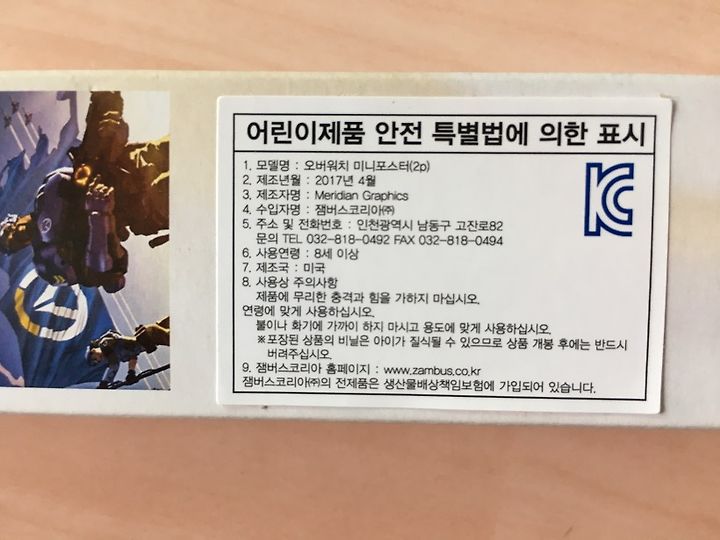 어린이제품 안전 특별법에 의한 표시
1. 모델명 : 오버워치 미니포스터(2p)
2. 제조년월 : 2017년 4월
3. 제조자명 : Meridian Graphics
4. 수입자명 : 잼버스코리아㈜
5. 주소 및 전화번호 : 인천광역시 남동구 고잔로82
문의 TEL 032-818-0492 FAX 032-818-0494
6. 사용연령 : 8세 이상
7. 제조국 : 미국
8. 사용상 주의사항
제품에 무리한 충격과 힘을 가하지 마십시오.
연령에 맞게 사용하십시오.
불이나 화기에 가까이 하지 마시고 용도에 맞게 사용하십시오.
※포장된 상품의 비닐은 아이가 질식될 수 있으므로 상품 개봉 후에는 반드시
버려주십시오.
9. 잼버스코리아 홈페이지 : www.zambus.co.kr
잼버스코리아㈜의 전제품은 생산물배상책임보험에 가입되어 있습니다.
KC